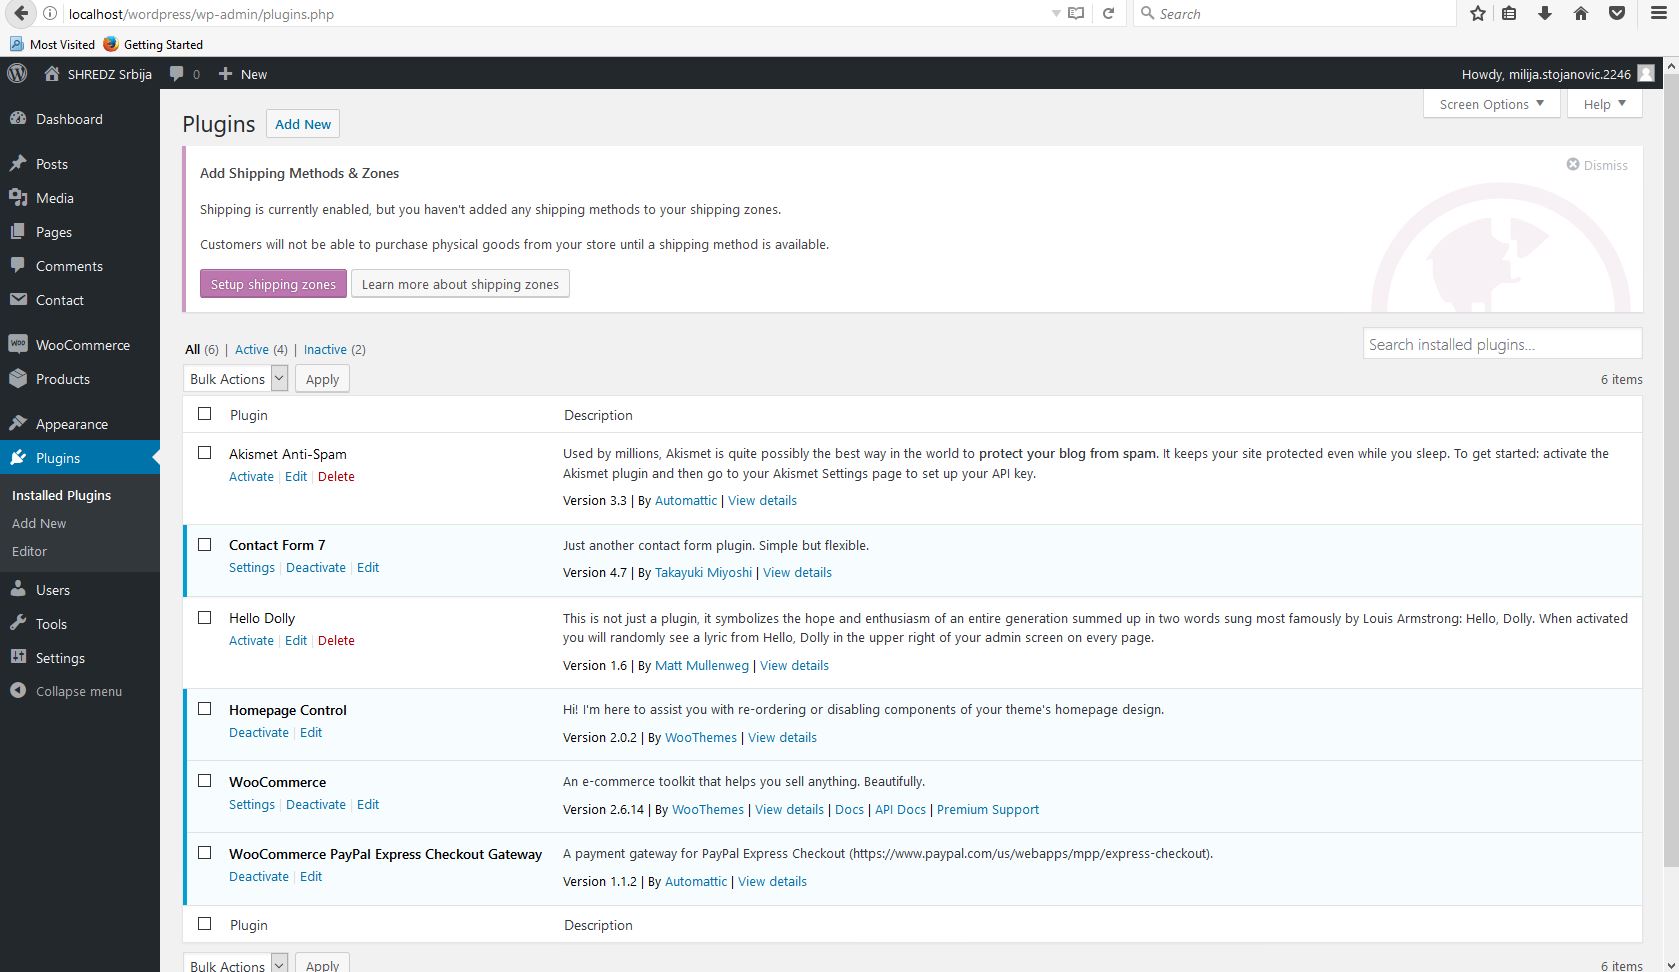 localhost/wordpress/wp-admin/plugins.php
Search
Most Visited
Getting Started
SHREDZ Srbija
0
New
Howdy, milija.stojanovic.2246
Dashboard
Posts
Media
Pages
Comments
Contact
WooCommerce
Products
Appearance
Plugins
Installed Plugins
Add New
Editor
Users
Tools
Settings
Collapse menu
Screen Options
Help
Plugins
Add New
Add Shipping Methods & Zones
Dismiss
Shipping is currently enabled, but you haven't added any shipping methods to your shipping zones.
Customers will not be able to purchase physical goods from your store until a shipping method is available.
Setup shipping zones
Learn more about shipping zones
All (6) | Active (4) | Inactive (2)
Search installed plugins...
Bulk Actions
Apply
6 items
Plugin
Description
Akismet Anti-Spam
Activate | Edit | Delete
Used by millions, Akismet is quite possibly the best way in the world to protect your blog from spam. It keeps your site protected even while you sleep. To get started: activate the
Akismet plugin and then go to your Akismet Settings page to set up your API key.
Version 3.3 | By Automattic | View details
Contact Form 7
Settings | Deactivate | Edit
Just another contact form plugin. Simple but flexible.
Version 4.7 | By Takayuki Miyoshi | View details
Hello Dolly
Activate | Edit | Delete
This is not just a plugin, it symbolizes the hope and enthusiasm of an entire generation summed up in two words sung most famously by Louis Armstrong: Hello, Dolly. When activated
you will randomly see a lyric from Hello, Dolly in the upper right of your admin screen on every page.
Version 1.6 | By Matt Mullenweg | View details
Homepage Control
Deactivate | Edit
Hi! I'm here to assist you with re-ordering or disabling components of your theme's homepage design.
Version 2.0.2 | By WooThemes | View details
WooCommerce
Settings | Deactivate | Edit
An e-commerce toolkit that helps you sell anything. Beautifully.
Version 2.6.14 | By WooThemes | View details | Docs | API Docs | Premium Support
WooCommerce PayPal Express Checkout Gateway
Deactivate | Edit
A payment gateway for PayPal Express Checkout (https://www.paypal.com/us/webapps/mpp/express-checkout).
Version 1.1.2 | By Automattic | View details
Plugin
Description
Bulk Actions
Apply
6 items